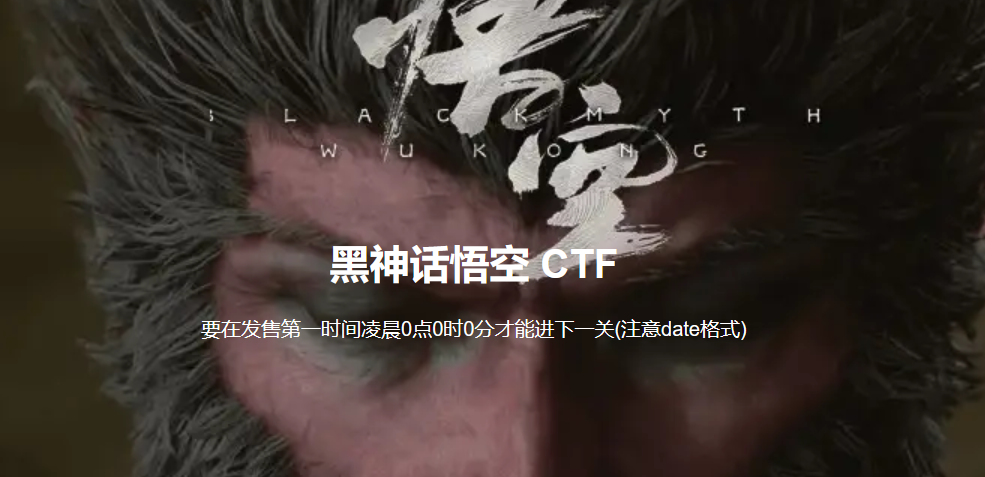 悟空
BLACK MYTH
WUKONG
黑神话悟空 CTF
要在发售第一时间凌晨0点0时0分才能进下一关(注意date格式)